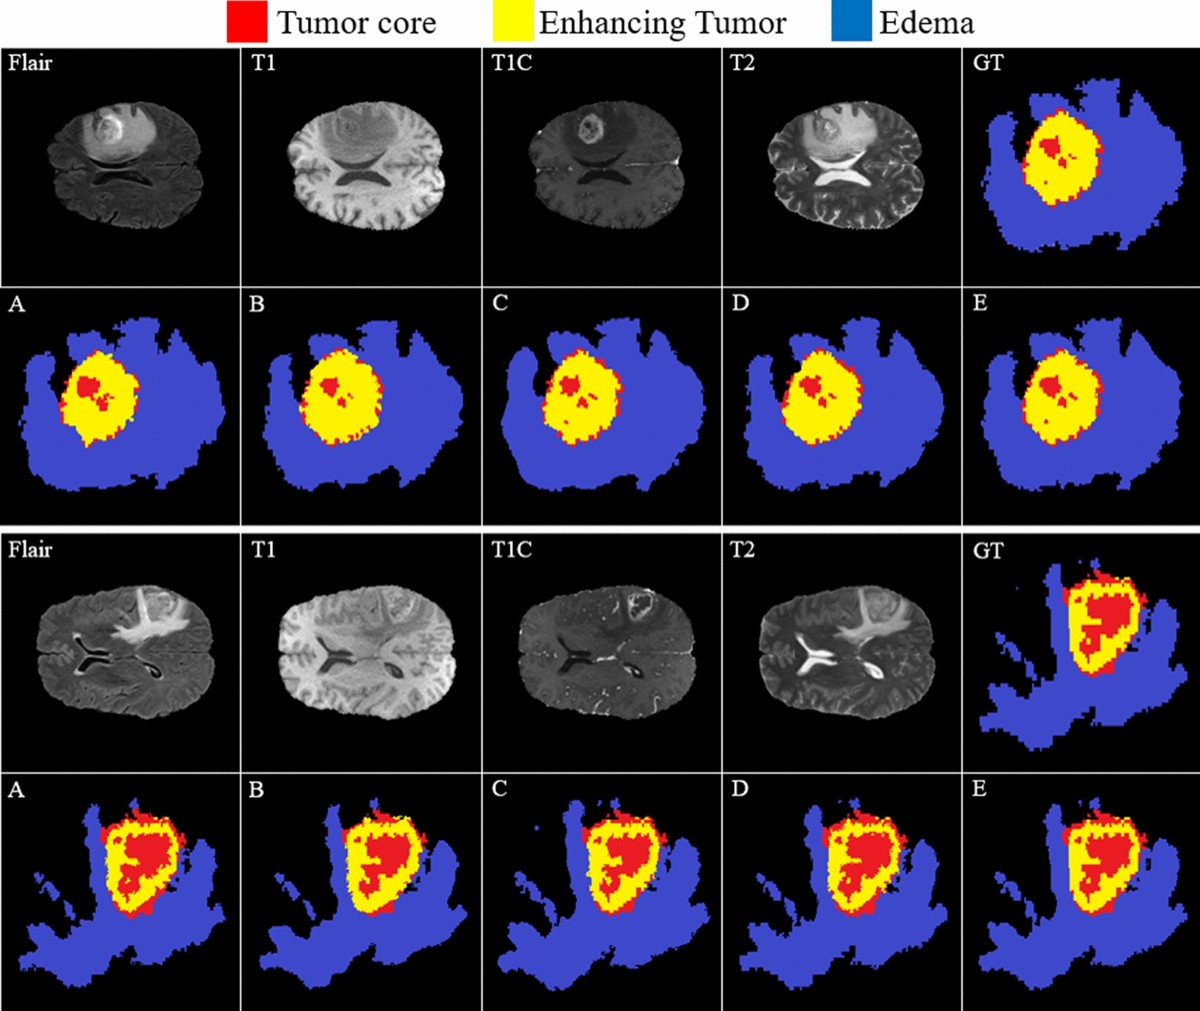 Tumor core Enhancing Tumor Edema
Flair T1 T1C T2 GT
A B C D E
Flair T1 T1C T2 GT
A B C D E